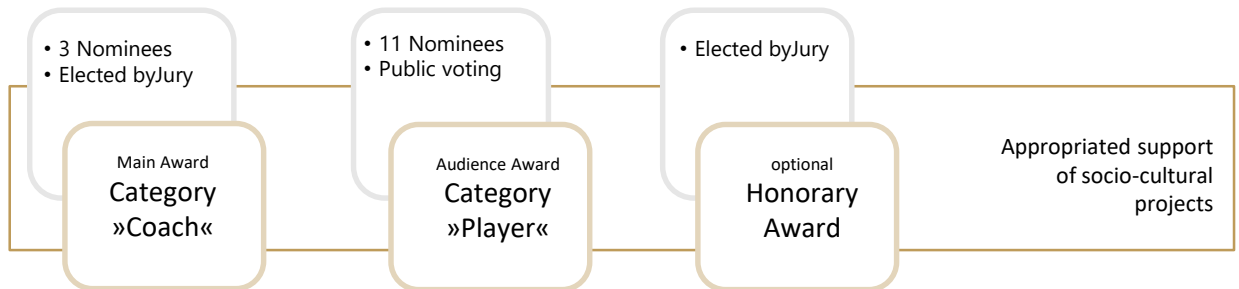 • 3 Nominees
• Elected byJury
Main Award
Category
»Coach«
• 11 Nominees
• Public voting
Audience Award
Category
»Player«
• Elected byJury
optional
Honorary
Award
Appropriated support
of socio-cultural
projects